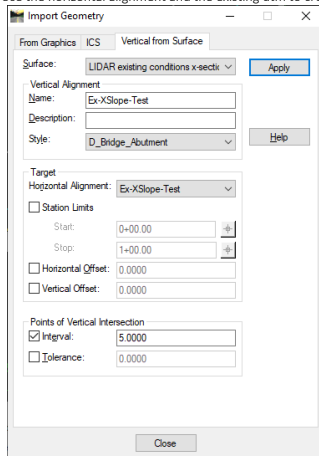 Import Geometry
From Graphics ICS Vertical from Surface
Surface: LIDAR existing conditions x-sectic Apply
Vertical Alignment
Name: Ex-XSlope-Test
Description:
Style: D_Bridge_Abutment Help
Target
Horizontal Alignment: Ex-XSlope-Test
Station Limits
Start: 0+00.00
Stop: 1+00.00
Horizontal Offset: 0.0000
Vertical Offset: 0.0000
Points of Vertical Intersection
Interval: 5.0000
Tolerance: 0.0000
Close